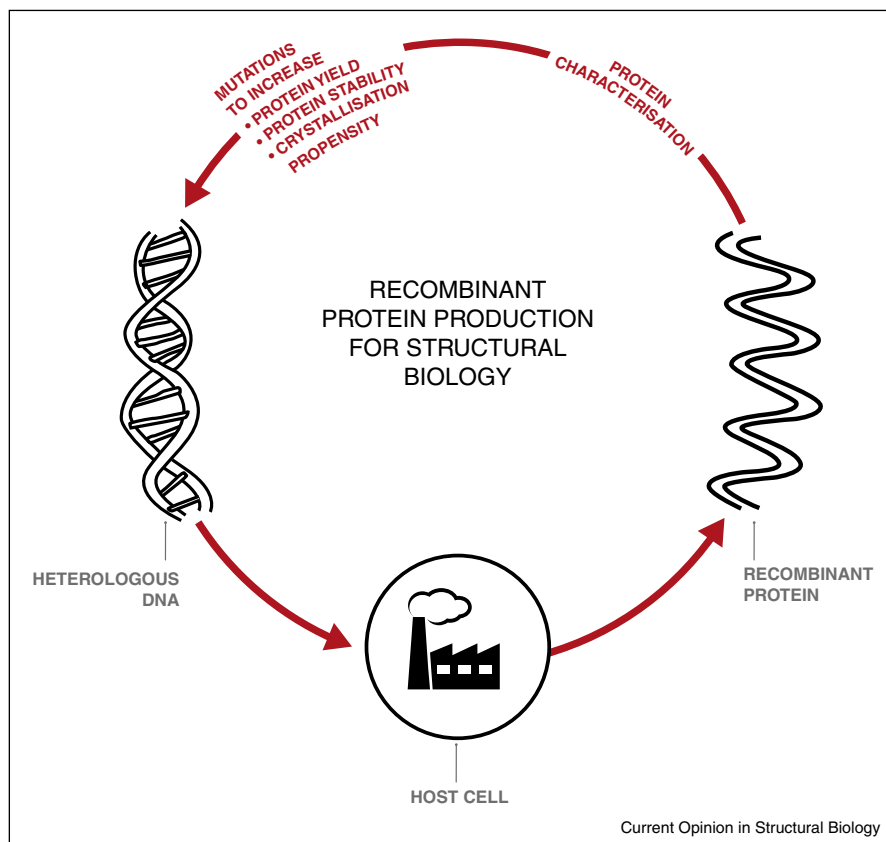 MUTATIONS
TO INCREASE
• PROTEIN YIELD
• PROTEIN STABILITY
• CRYSTALLISATION
PROPENSITY
PROTEIN
CHARACTERISATION
RECOMBINANT
PROTEIN PRODUCTION
FOR STRUCTURAL
BIOLOGY
HETEROLOGOUS
DNA
RECOMBINANT
PROTEIN
HOST CELL
Current Opinion in Structural Biology